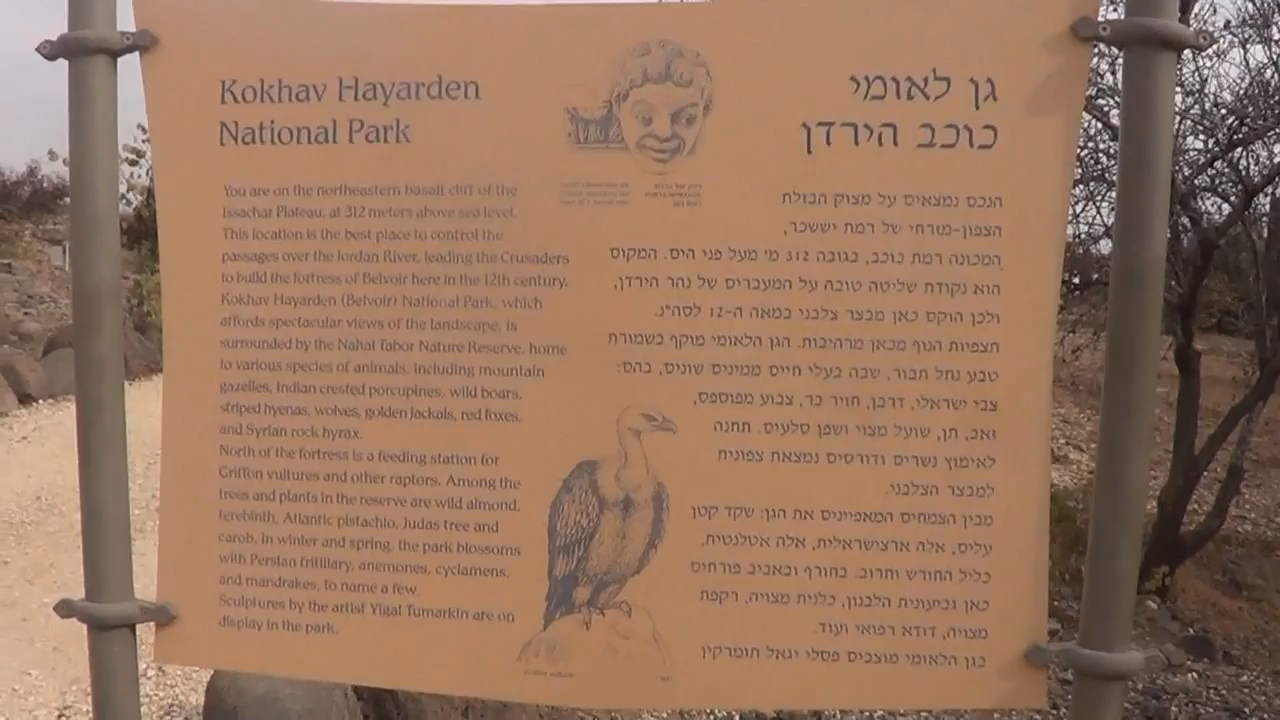 Kokhav Hayarden
National Park
You are on the northeastern basalt cliff of the
Issachar Plateau, at 312 meters above sea level.
This location is the best place to control the
passages over the Jordan River, leading the Crusaders
to build the fortress of Belvoir here in the 12th century.
Kokhav Hayarden (Belvoir) National Park, which
affords spectacular views of the landscape, is
surrounded by the Nahal Tabor Nature Reserve, home
to various species of animals, including mountain
gazelles, Indian crested porcupines, wild boars,
striped hyenas, wolves, golden jackals, red foxes,
and Syrian rock hyrax.
North of the fortress is a feeding station for
Griffon vultures and other raptors. Among the
trees and plants in the reserve are wild almond,
terebinth, Atlantic pistachio, Judas tree and
carob. In winter and spring, the park blossoms
with Persian fritillary, anemones, cyclamens,
and mandrakes, to name a few.
Sculptures by the artist Yigal Tumarkin are on
display in the park.
גן לאומי
כוכב הירדן
הנכם נמצאים על מצוק הבזלת
הצפון-מזרחי של רמת יששכר,
המכונה רמת כוכב, בגובה 312 מ' מעל פני הים. המקום
הוא נקודת שליטה טובה על המעברים של נהר הירדן,
ולכן הוקם כאן מבצר צלבני במאה ה-12 לסה"נ.
תצפיות הנוף מכאן מרהיבות. הגן הלאומי מוקף בשמורת
טבע נחל תבור, שבה בעלי חיים ממינים שונים, בהם:
צבי ישראלי, דרבן, חזיר בר, צבוע מפוספס,
זאב, תן, שועל מצוי ושפן סלעים. תחנה
לאימוץ נשרים ודורסים נמצאת צפונית
למבצר הצלבני.
מבין הצמחים המאפיינים את הגן: שקד קטן
עלים, אלה ארצישראלית, אלה אטלנטית,
כליל החורש וחרוב. בחורף ובאביב פורחים
כאן גביעונית הלבנון, כלנית מצויה, רקפת
מצויה, דודא רפואי ועוד.
בגן הלאומי מוצבים פסלי יגאל תומרקין